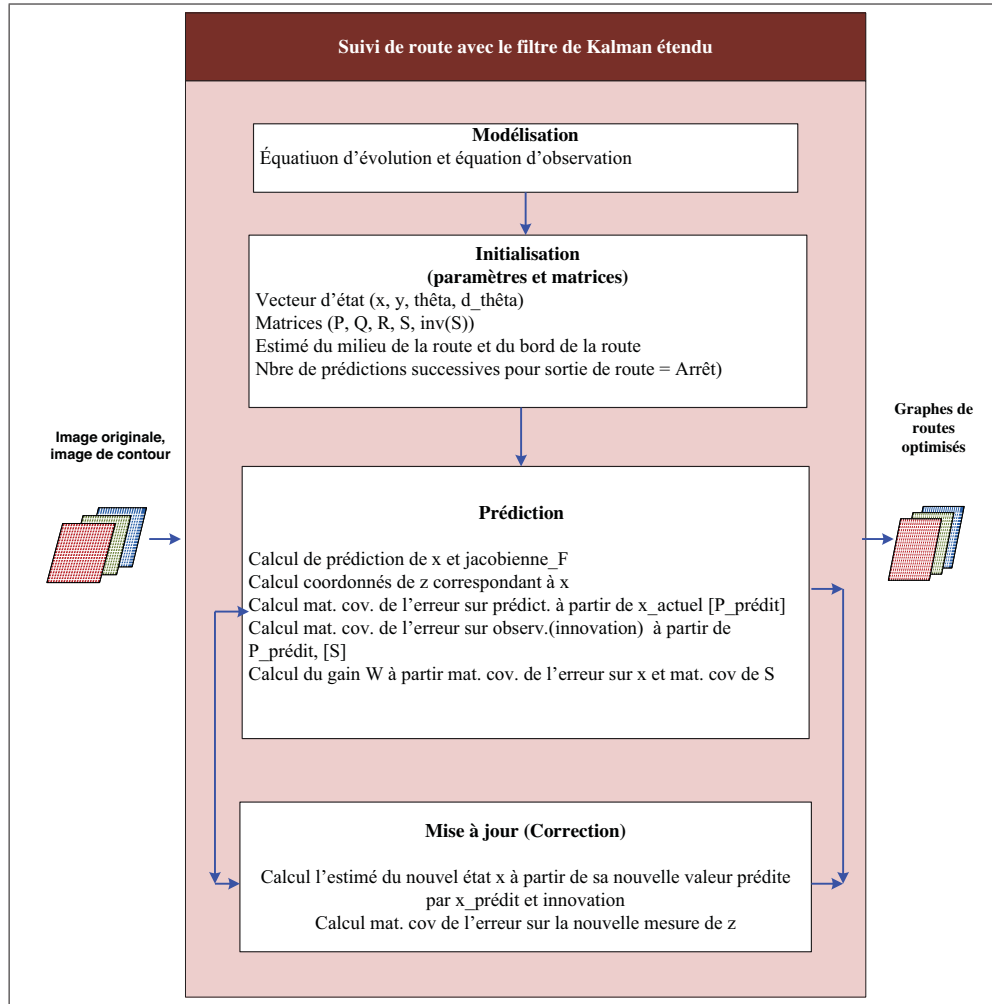 Suivi de route avec le filtre de Kalman étendu
Modélisation
Équatiuon d'évolution et équation d'observation
Initialisation
(paramètres et matrices)
Vecteur d'état (x, y, thêta, d_thêta)
Matrices (P, Q, R, S, inv(S))
Estimé du milieu de la route et du bord de la route
Nbre de prédictions successives pour sortie de route = Arrêt)
Image originale,
image de contour
Prédiction
Calcul de prédiction de x et jacobienne_F
Calcul coordonnés de z correspondant à x
Calcul mat. cov. de l'erreur sur prédict. à partir de x_actuel [P_prédit]
Calcul mat. cov. de l'erreur sur observ.(innovation) à partir de
P_prédit, [S]
Calcul du gain W à partir mat. cov. de l'erreur sur x et mat. cov de S
Mise à jour (Correction)
Calcul l'estimé du nouvel état x à partir de sa nouvelle valeur prédite
par x_prédit et innovation
Calcul mat. cov de l'erreur sur la nouvelle mesure de z
Graphes de
routes
optimisés